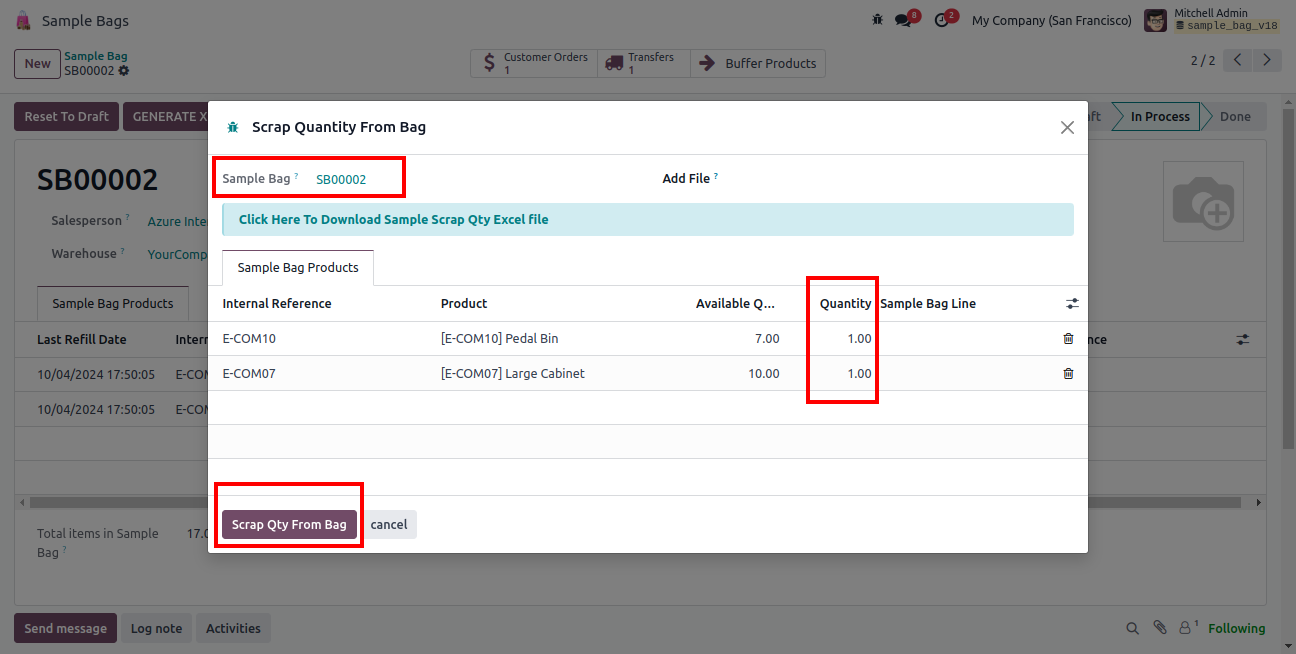 Sample Bags
8
2
My Company (San Francisco)
Mitchell Admin
sample_bag_v18
New
Sample Bag
SB00002
Customer Orders
1
Transfers
1
Buffer Products
2 / 2
Reset To Draft
GENERATE X
Scrap Quantity From Bag
In Process
Done
SB00002
Sample Bag ?
SB00002
Add File ?
Salesperson ?
Azure Inte
Click Here To Download Sample Scrap Qty Excel file
Warehouse ?
YourComp
Sample Bag Products
Sample Bag Products
Internal Reference
Product
Available Q...
Quantity
Sample Bag Line
Last Refill Date
Intern
nce
E-COM10
[E-COM10] Pedal Bin
7.00
1.00
10/04/2024 17:50:05
E-COM
E-COM07
[E-COM07] Large Cabinet
10.00
1.00
10/04/2024 17:50:05
E-COM
Scrap Qty From Bag
cancel
Total items in Sample
Bag ?
17.0
Send message
Log note
Activities
1
Following